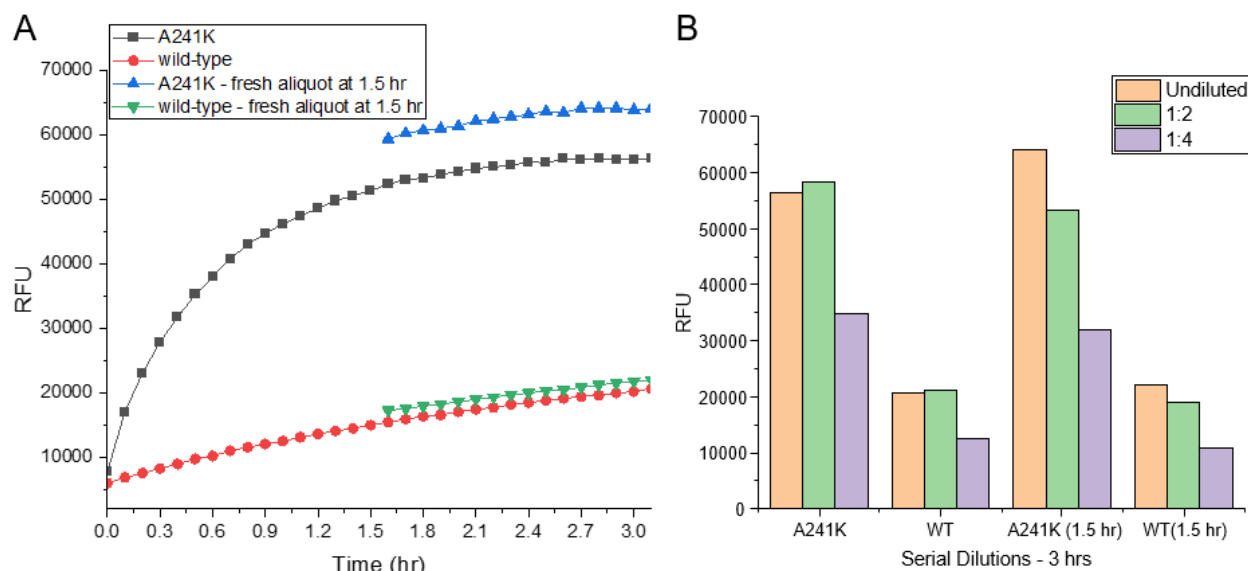 A
A241K
wild-type
A241K - fresh aliquot at 1.5 hr
wild-type - fresh aliquot at 1.5 hr
70000
60000
50000
40000
30000
20000
10000
RFU
0.0 0.3 0.6 0.9 1.2 1.5 1.8 2.1 2.4 2.7 3.0
Time (hr)
B
Undiluted
1:2
1:4
70000
60000
50000
40000
30000
20000
10000
0
RFU
A241K WT A241K (1.5 hr) WT(1.5 hr)
Serial Dilutions - 3 hrs